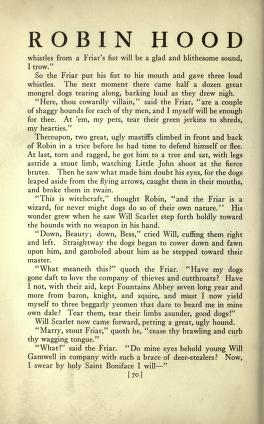 ROBIN HOOD
whistles from a Friar's fist will be a glad and blithesome sound,
I trow."
So the Friar put his fist to his mouth and gave three loud
whistles. The next moment there came half a dozen great
mongrel dogs tearing along, barking loud as they drew nigh.
"Here, thou cowardly villain," said the Friar, "are a couple
of shaggy hounds for each of thy men, and I myself will be enough
for thee. At 'em, my pets, tear their green jerkins to shreds,
my hearties."
Thereupon, two great, ugly mastiffs climbed in front and back
of Robin in a trice before he had time to defend himself or flee.
At last, torn and ragged, he got him to a tree and sat, with legs
astride a stout limb, watching Little John shoot at the fierce
brutes. Then he saw what made him doubt his eyes, for the dogs
leaped aside from the flying arrows, caught them in their mouths,
and broke them in twain.
"This is witchcraft," thought Robin, "and the Friar is a
wizard, for never might dogs do so of their own nature." His
wonder grew when he saw Will Scarlet step forth boldly toward
the hounds with no weapon in his hand.
"Down, Beauty; down, Bess," cried Will, cuffing them right
and left. Straightway the dogs began to cower down and fawn
upon him, and gamboled about him as he stepped toward their
master.
"What meaneth this?" quoth the Friar. "Have my dogs
gone daft to love the company of thieves and cutthroats? Have
I not, with their aid, kept Fountains Abbey seven long year and
more from baron, knight, and squire, and must I now yield
myself to three beggarly yeomen that dare to beard me in mine
own dale? Tear them, tear their limbs asunder, good dogs!"
Will Scarlet now came forward, petting a great, ugly hound.
"Marry, stout Friar," quoth he, "cease thy brawling and curb
thy wagging tongue."
"What!" said the Friar. "Do mine eyes behold young Will
Gamwell in company with such a brace of deer-stealers? Now,
I swear by holy Saint Boniface I will—"
[70]